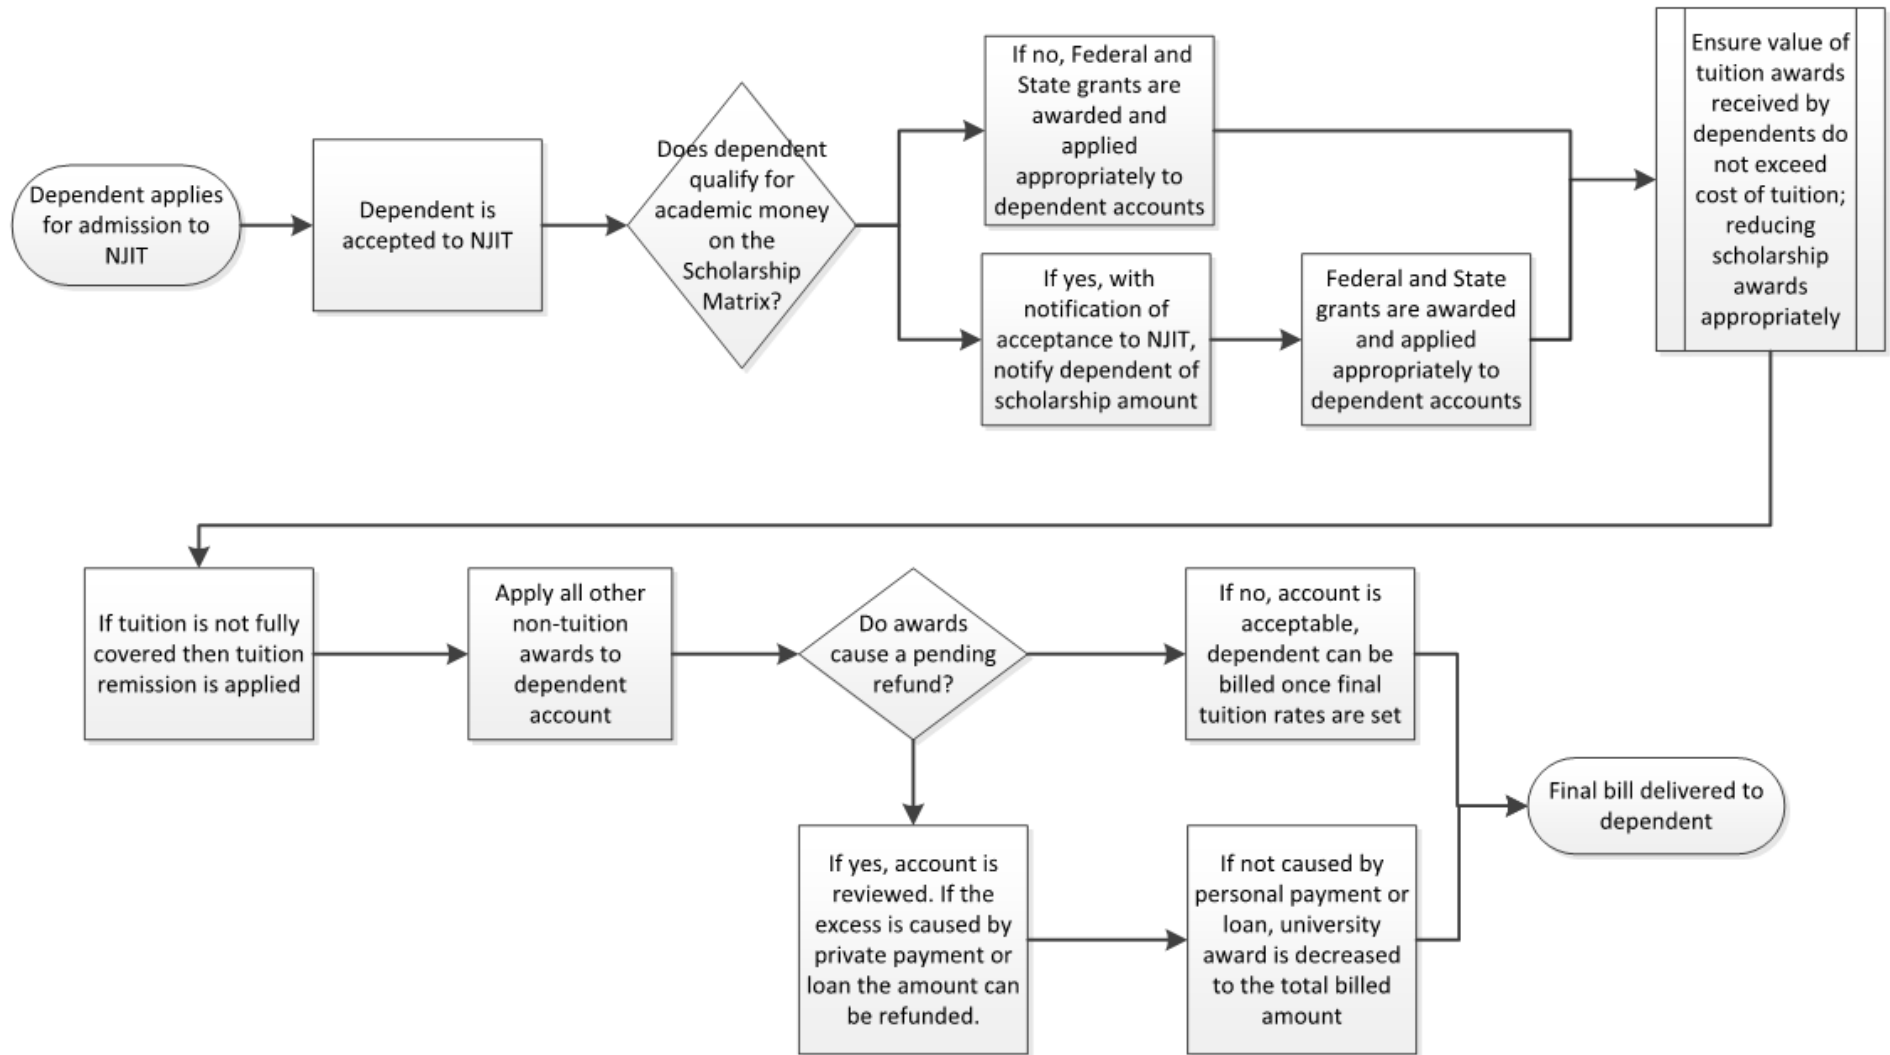 Dependent applies
for admission to
NJIT
Dependent is
accepted to NJIT
Does dependent
qualify for
academic money
on the
Scholarship
Matrix?
If no, Federal and
State grants are
awarded and
applied
appropriately to
dependent accounts
If yes, with
notification of
acceptance to NJIT,
notify dependent of
scholarship amount
Federal and State
grants are awarded
and applied
appropriately to
dependent accounts
Ensure value of
tuition awards
received by
dependents do
not exceed
cost of tuition;
reducing
scholarship
awards
appropriately
If tuition is not fully
covered then tuition
remission is applied
Apply all other
non-tuition
awards to
dependent
account
Do awards
cause a pending
refund?
If no, account is
acceptable,
dependent can be
billed once final
tuition rates are set
If yes, account is
reviewed. If the
excess is caused by
private payment or
loan the amount can
be refunded.
If not caused by
personal payment or
loan, university
award is decreased
to the total billed
amount
Final bill delivered to
dependent